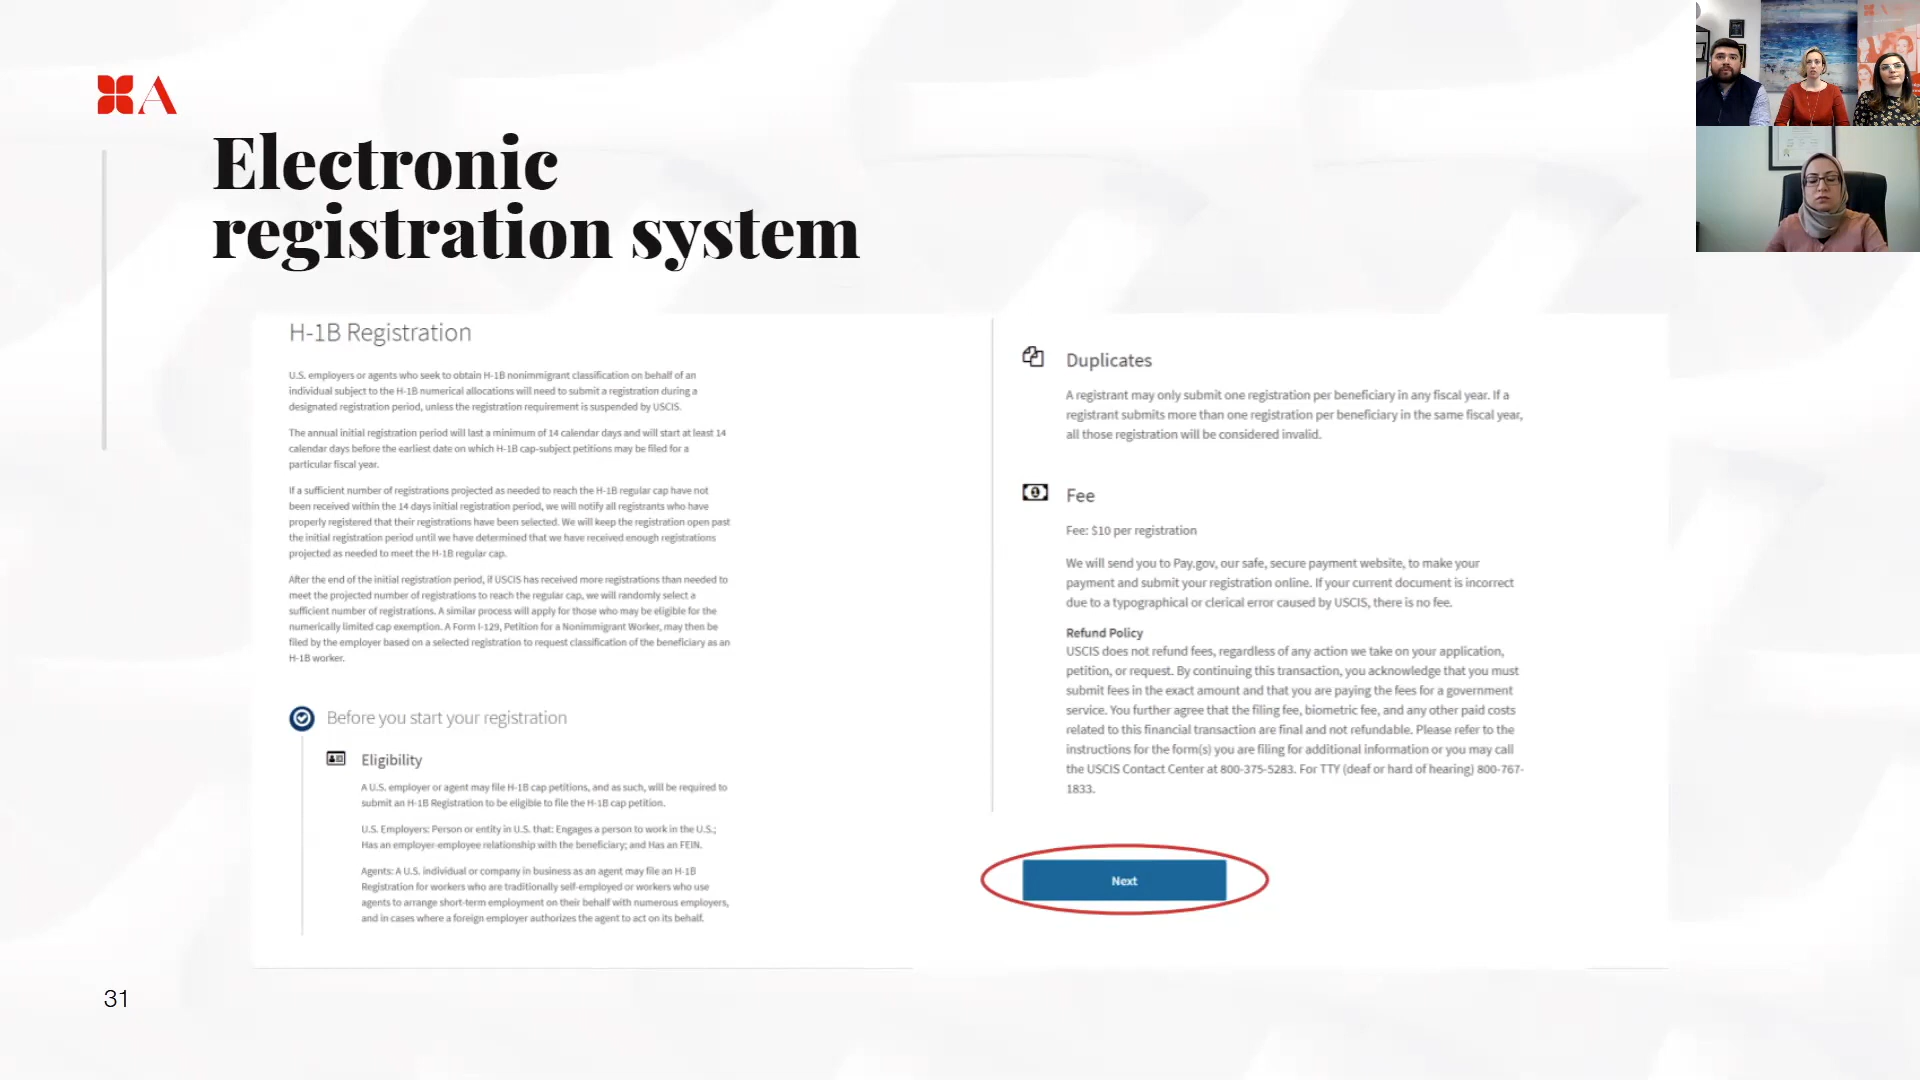 A
Electronic
registration system
H-1B Registration
U.S. employers or agents who seek to obtain H-1B nonimmigrant classification on behalf of an
individual subject to the H-1B numerical allocations will need to submit a registration during a
designated registration period, unless the registration requirement is suspended by USCIS.
The annual initial registration period will last a minimum of 14 calendar days and will start at least 14
calendar days before the earliest date on which H-1B cap-subject petitions may be filed for a
particular fiscal year.
If a sufficient number of registrations projected as needed to reach the H-1B regular cap have not
been received within the 14 days initial registration period, we will notify all registrants who have
properly registered that their registrations have been selected. We will keep the registration open past
the initial registration period until we have determined that we have received enough registrations
projected as needed to meet the H-1B regular cap.
After the end of the initial registration period, if USCIS has received more registrations than needed to
meet the projected number of registrations to reach the regular cap, we will randomly select a
sufficient number of registrations. A similar process will apply for those who may be eligible for the
numerically limited cap exemption. A Form I-129, Petition for a Nonimmigrant Worker, may then be
filed by the employer based on a selected registration to request classification of the beneficiary as an
H-1B worker.
Before you start your registration
Eligibility
A U.S. employer or agent may file H-1B cap petitions, and as such, will be required to
submit an H-1B Registration to be eligible to file the H-1B cap petition.
U.S. Employers: Person or entity in U.S. that: Engages a person to work in the U.S.;
Has an employer-employee relationship with the beneficiary; and Has an FEIN.
Agents: A U.S. individual or company in business as an agent may file an H-1B
Registration for workers who are traditionally self-employed or workers who use
agents to arrange short-term employment on their behalf with numerous employers,
and in cases where a foreign employer authorizes the agent to act on its behalf.
Duplicates
A registrant may only submit one registration per beneficiary in any fiscal year. If a
registrant submits more than one registration per beneficiary in the same fiscal year,
all those registration will be considered invalid.
Fee
Fee: $10 per registration
We will send you to Pay.gov, our safe, secure payment website, to make your
payment and submit your registration online. If your current document is incorrect
due to a typographical or clerical error caused by USCIS, there is no fee.
Refund Policy
USCIS does not refund fees, regardless of any action we take on your application,
petition, or request. By continuing this transaction, you acknowledge that you must
submit fees in the exact amount and that you are paying the fees for a government
service. You further agree that the filing fee, biometric fee, and any other paid costs
related to this financial transaction are final and not refundable. Please refer to the
instructions for the form(s) you are filing for additional information or you may call
the USCIS Contact Center at 800-375-5283. For TTY (deaf or hard of hearing) 800-767-
1833.
Next
31